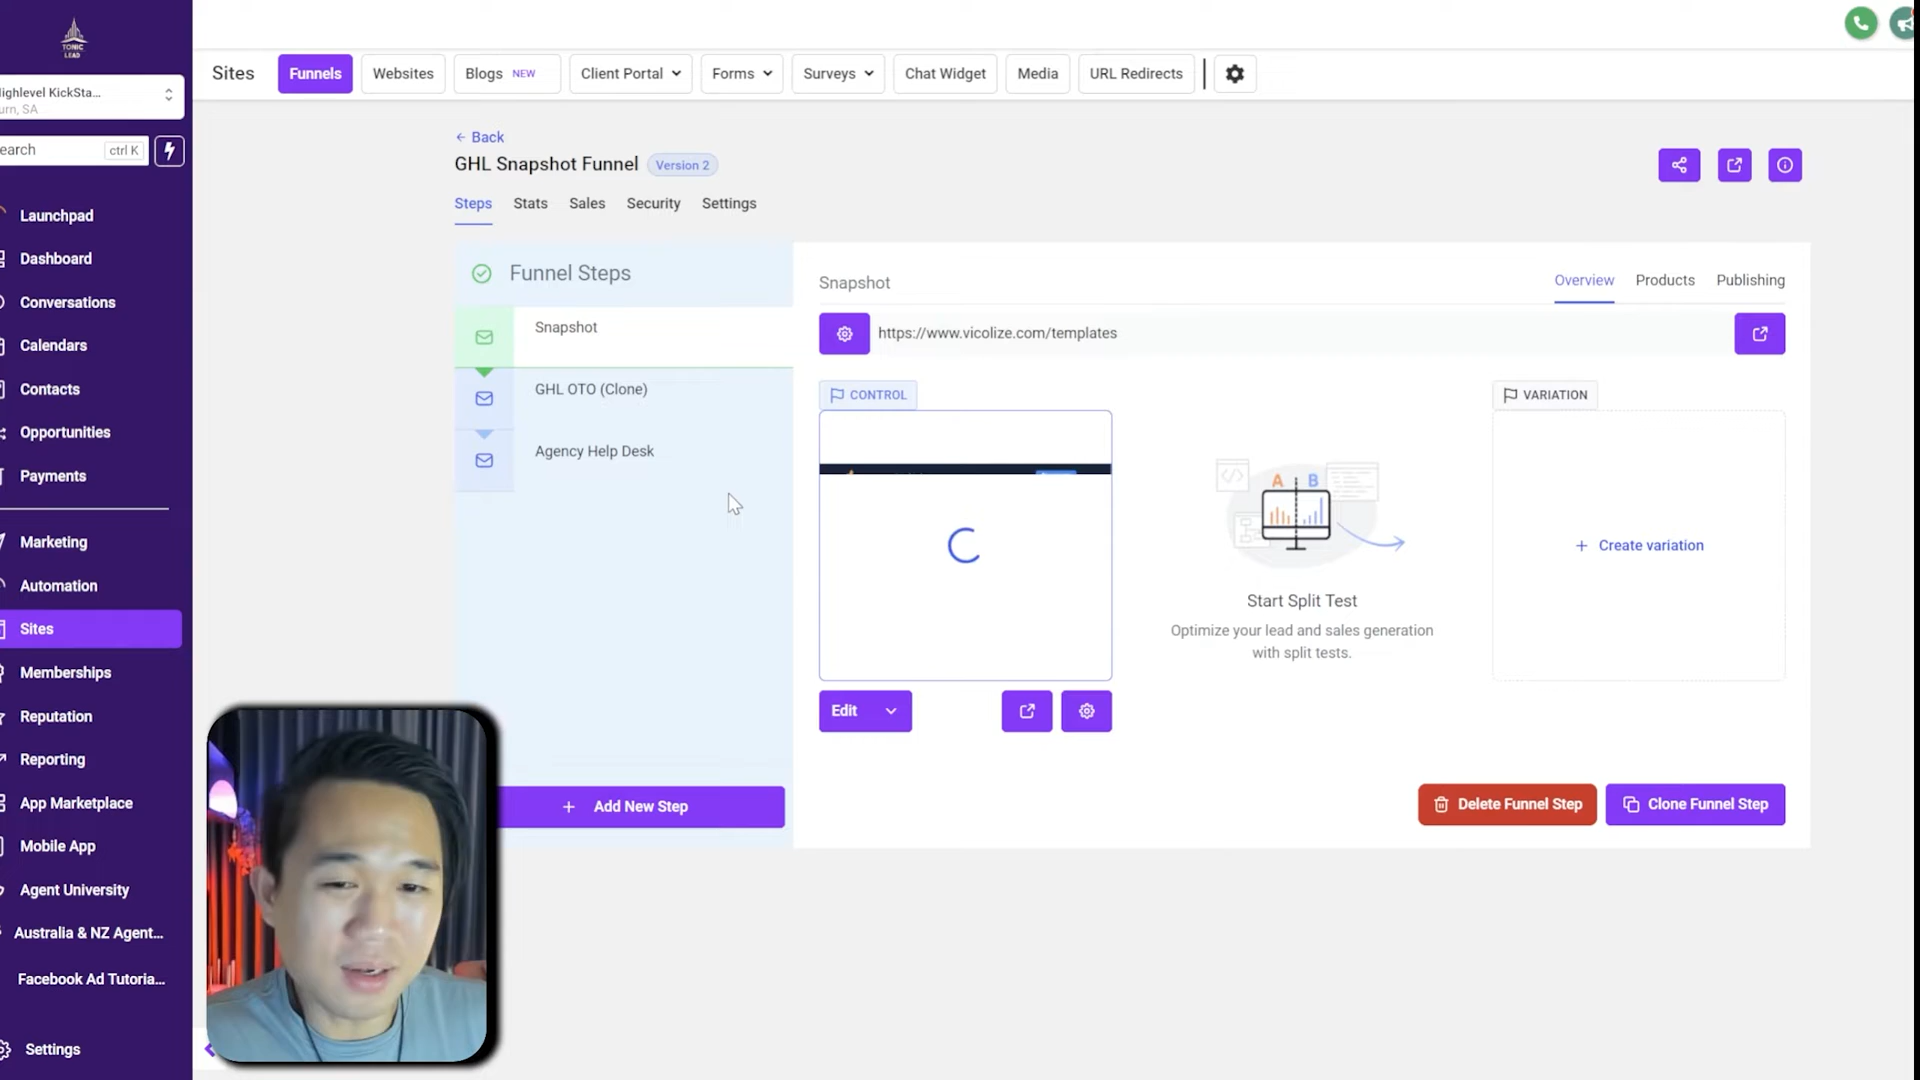 TONIC
LEAD
ighlevel KickSta...
urn, SA
earch
ctrl K
Launchpad
Dashboard
Conversations
Calendars
Contacts
Opportunities
Payments
Marketing
Automation
Sites
Memberships
Reputation
Reporting
App Marketplace
Mobile App
Agent University
Australia & NZ Agent...
Facebook Ad Tutoria...
Settings
Sites
Funnels
Websites
Blogs NEW
Client Portal
Forms
Surveys
Chat Widget
Media
URL Redirects
← Back
GHL Snapshot Funnel Version 2
Steps
Stats
Sales
Security
Settings
Funnel Steps
Snapshot
GHL OTO (Clone)
Agency Help Desk
+ Add New Step
Snapshot
Overview
Products
Publishing
https://www.vicolize.com/templates
CONTROL
Edit
A B
Start Split Test
Optimize your lead and sales generation
with split tests.
VARIATION
+ Create variation
Delete Funnel Step
Clone Funnel Step